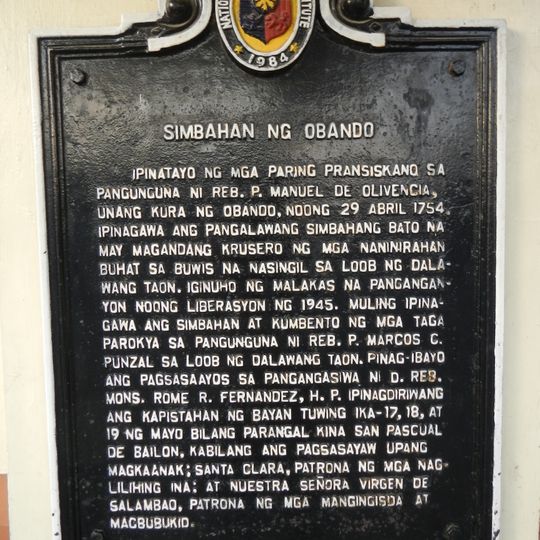 NATIONAL
INSTITUTE
1984
SIMBAHAN NG OBANDO
IPINATAYO NG MGA PARING PRANSISKANO SA
PANGUNGUNA NI REB. P. MANUEL DE OLIVENCIA,
UNANG KURA NG OBANDO, NOONG 29 ABRIL 1754.
IPINAGAWA ANG PANGALAWANG SIMBAHANG BATO NA
MAY MAGANDANG KRUSERO NG MGA NANINIRAHAN
BUHAT SA BUWIS NA NASINGIL SA LOOB NG DALA-
WANG TAON. IGINUHO NG MALAKAS NA PANGANGAN-
YON NOONG LIBERASYON NG 1945. MULING IPINA-
GAWA ANG SIMBAHAN AT KUMBENTO NG MGA TAGA
PAROKYA SA PANGUNGUNA NI REB. P. MARCOS C.
PUNZAL SA LOOB NG DALAWANG TAON. PINAG-IBAYO
ANG PAGSASAAYOS SA PANGANGASIWA NI D. REB.
MONS. ROME R. FERNANDEZ, H. P. IPINAGDIRIWANG
ANG KAPISTAHAN NG BAYAN TUWING IKA-17, 18, AT
19 NG MAYO BILANG PARANGAL KINA SAN PASCUAL
DE BAILON, KABILANG ANG PAGSASAYAW UPANG
MAGKAANAK; SANTA CLARA, PATRONA NG MGA NAG-
LILIHING INA; AT NUESTRA SEÑORA VIRGEN DE
SALAMBAO, PATRONA NG MGA MANGINGISDA AT
MAGBUBUKID.